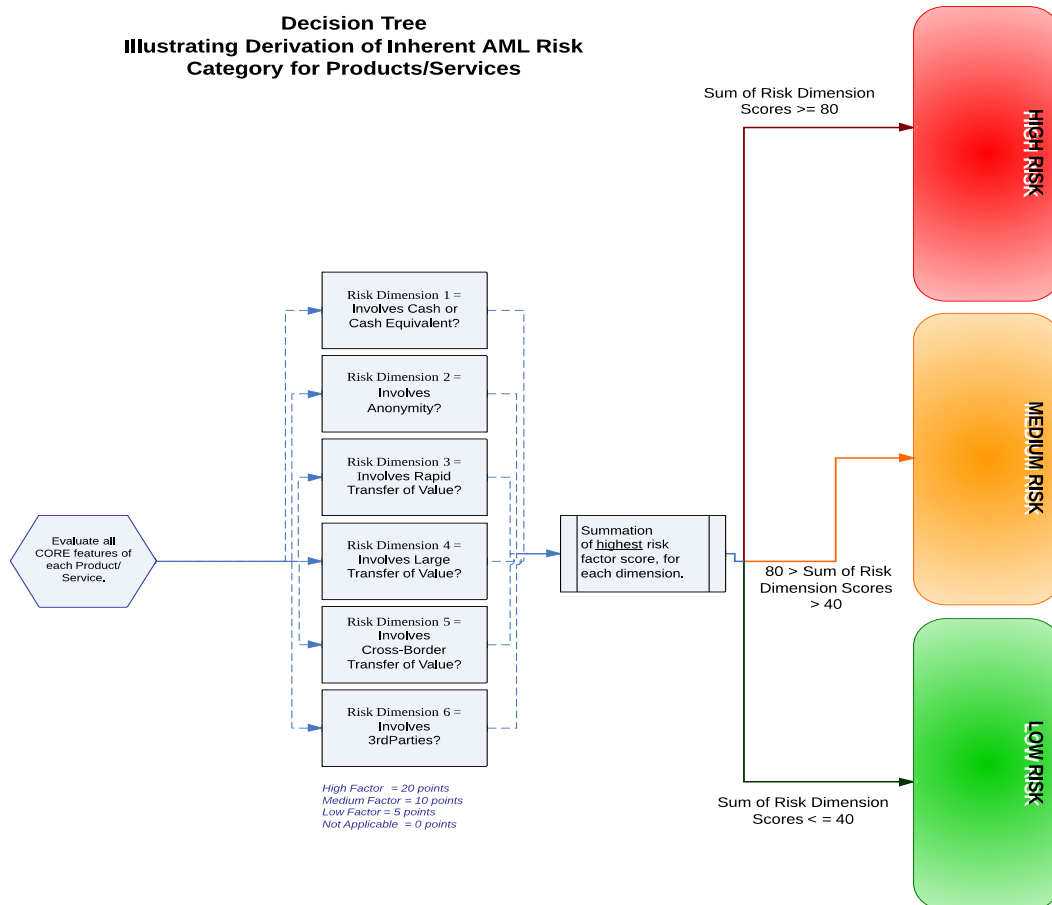 Decision Tree
Illustrating Derivation of Inherent AML Risk
Category for Products/Services
Sum of Risk Dimension
Scores >= 80
HIGH RISK
Risk Dimension 1 =
Involves Cash or
Cash Equivalent?
Risk Dimension 2 =
Involves
Anonymity?
Risk Dimension 3 =
Involves Rapid
Transfer of Value?
Risk Dimension 4 =
Involves Large
Transfer of Value?
Risk Dimension 5 =
Involves
Cross-Border
Transfer of Value?
Risk Dimension 6 =
Involves
3rdParties?
Evaluate all
CORE features of
each Product/
Service.
Summation
of highest risk
factor score, for
each dimension.
MEDIUM RISK
80 > Sum of Risk
Dimension Scores
> 40
LOW RISK
Sum of Risk Dimension
Scores < = 40
High Factor = 20 points
Medium Factor = 10 points
Low Factor = 5 points
Not Applicable = 0 points